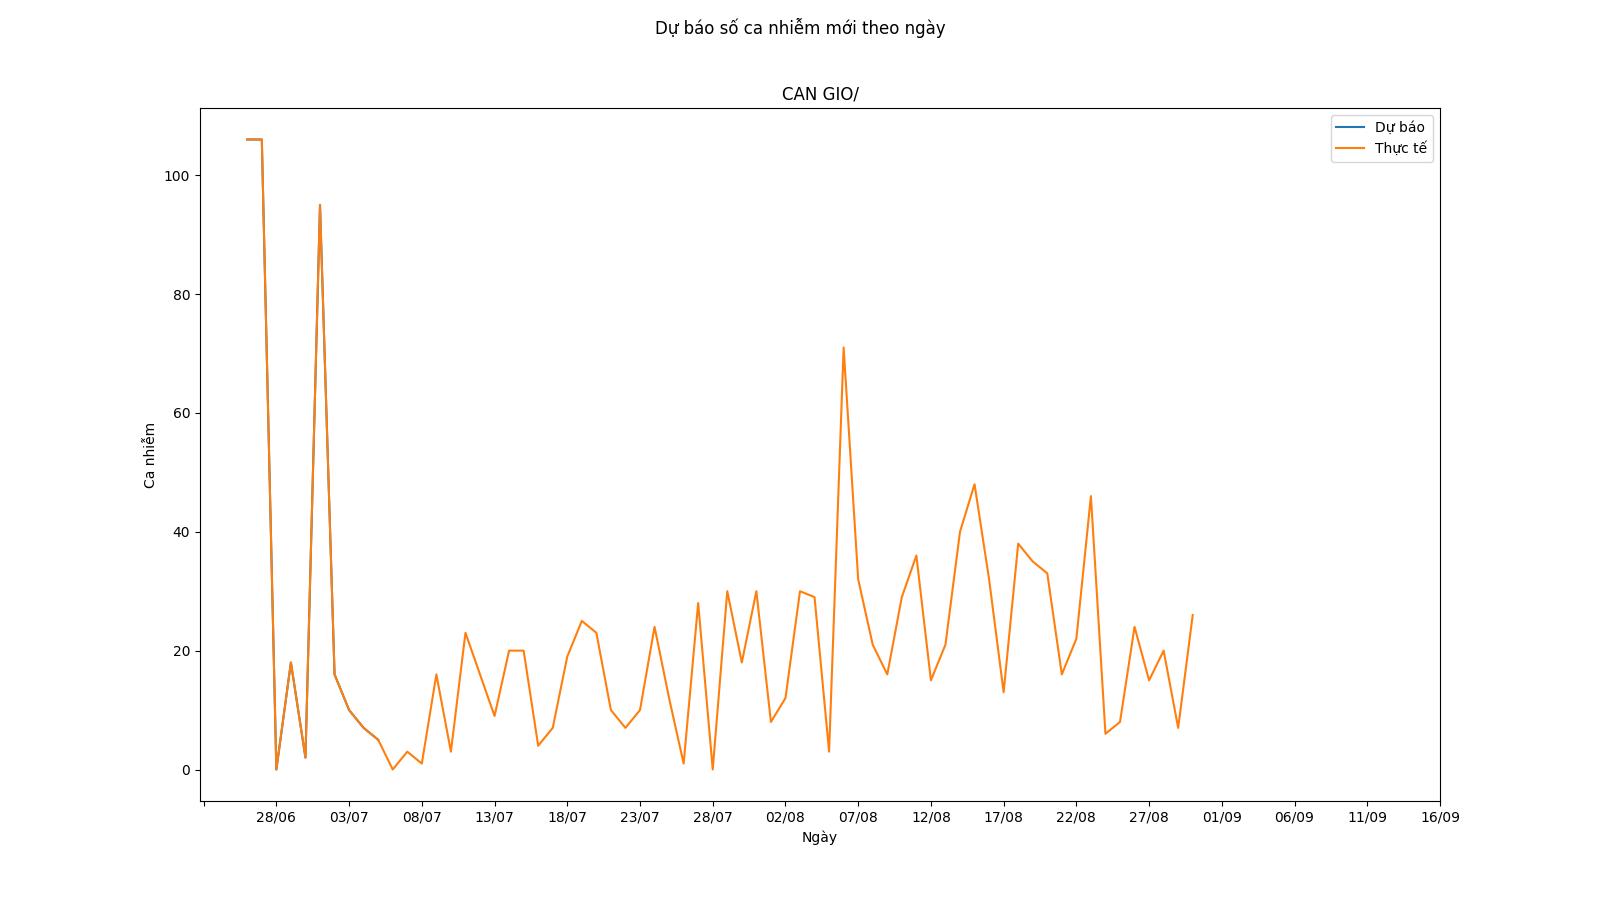 Dự báo số ca nhiễm mới theo ngày
CAN GIO/
Dự báo
Thực tế
100
80
60
40
20
0
Ca nhiễm
28/06 03/07 08/07 13/07 18/07 23/07 28/07 02/08 07/08 12/08 17/08 22/08 27/08 01/09 06/09 11/09 16/09
Ngày